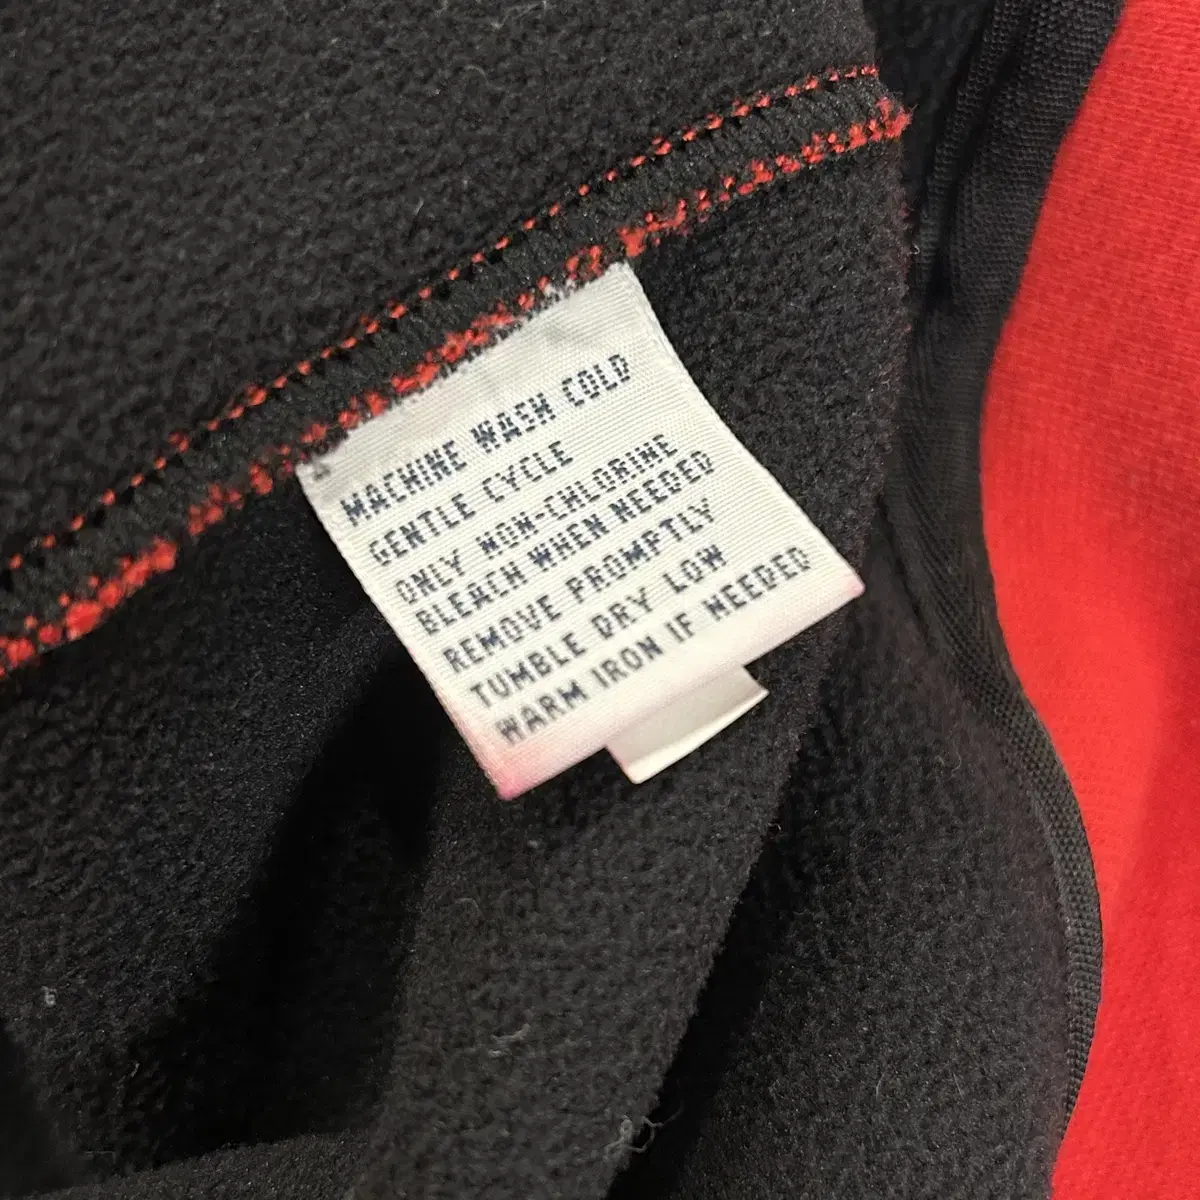 MACHINE WASH COLD
GENTLE CYCLE
ONLY NON-CHLORINE
BLEACH WHEN NEEDED
REMOVE PROMPTLY
TUMBLE DRY LOW
WARM IRON IF NEEDED